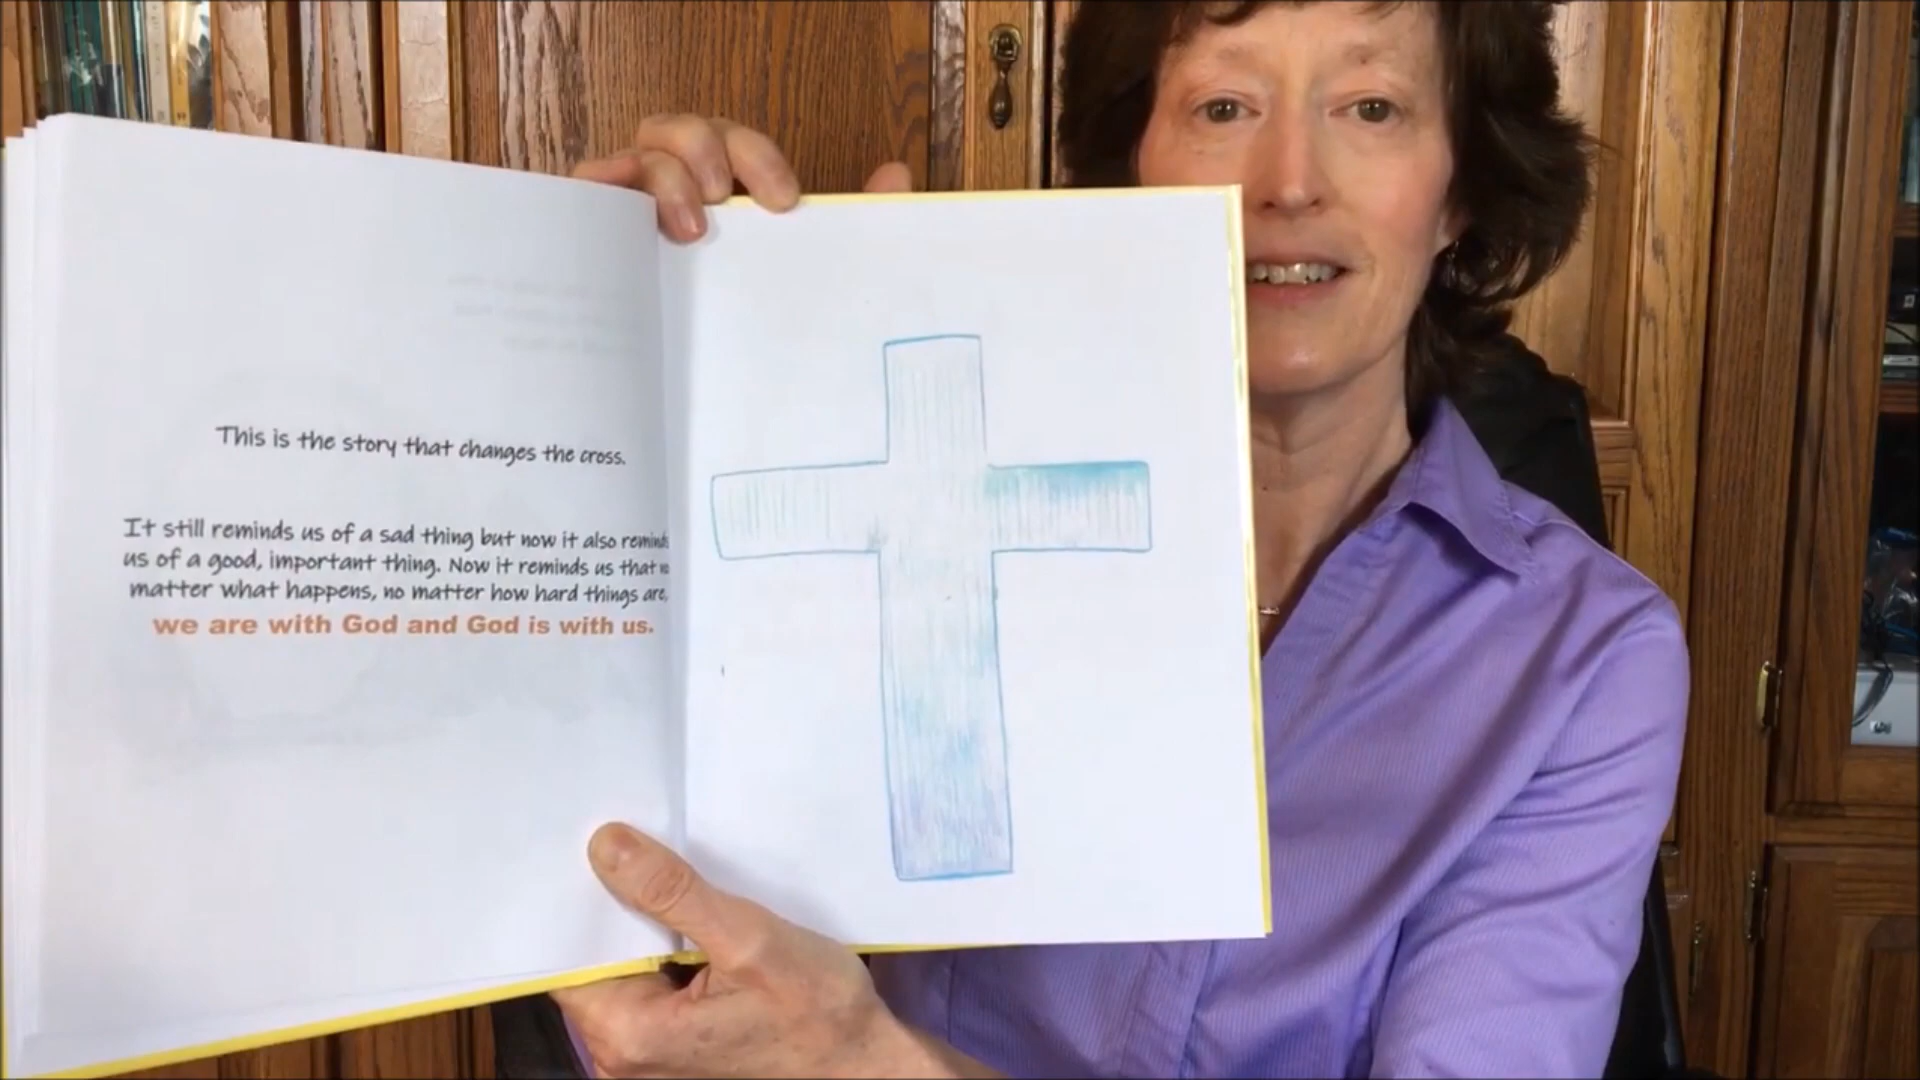 This is the story that changes the cross.
It still reminds us of a sad thing but now it also reminds
us of a good, important thing. Now it reminds us that no
matter what happens, no matter how hard things are,
we are with God and God is with us.